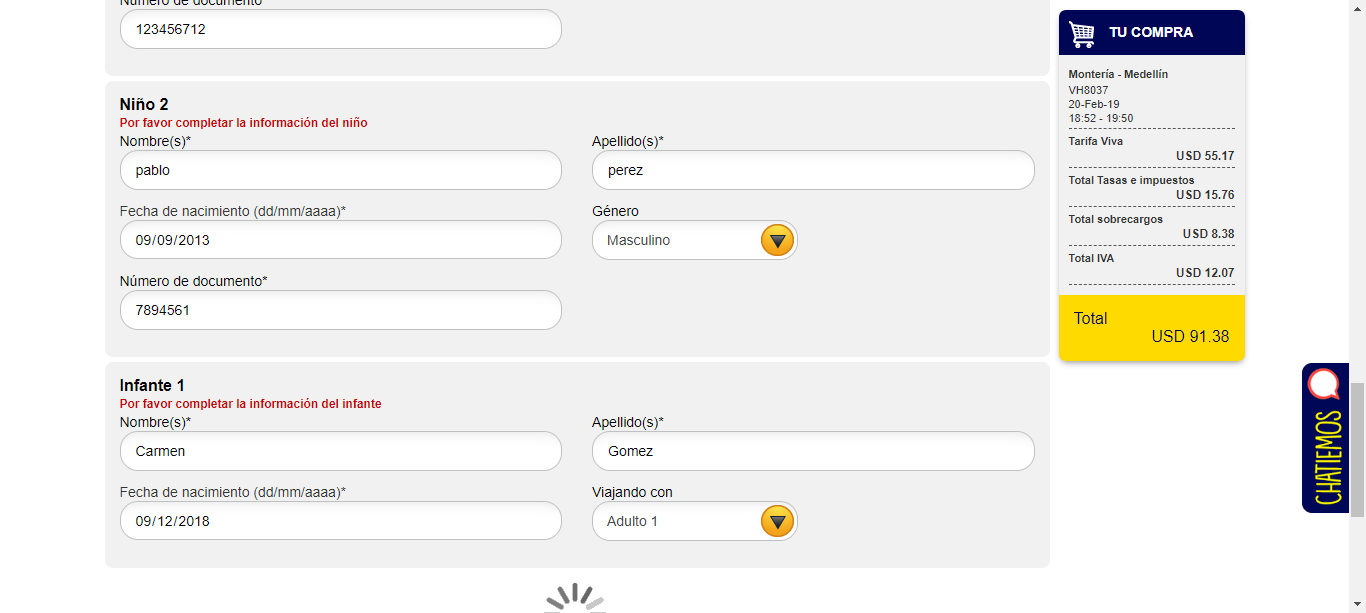 Número de documento
123456712
Niño 2
Por favor completar la información del niño
Nombre(s)* Apellido(s)*
pablo perez
Fecha de nacimiento (dd/mm/aaaa)* Género
09/09/2013 Masculino
Número de documento*
7894561
Infante 1
Por favor completar la información del infante
Nombre(s)* Apellido(s)*
Carmen Gomez
Fecha de nacimiento (dd/mm/aaaa)* Viajando con
09/12/2018 Adulto 1
TU COMPRA
Montería - Medellín
VH8037
20-Feb-19
18:52 - 19:50
Tarifa Viva
USD 55.17
Total Tasas e impuestos
USD 15.76
Total sobrecargos
USD 8.38
Total IVA
USD 12.07
Total
USD 91.38
CHATIEMOS